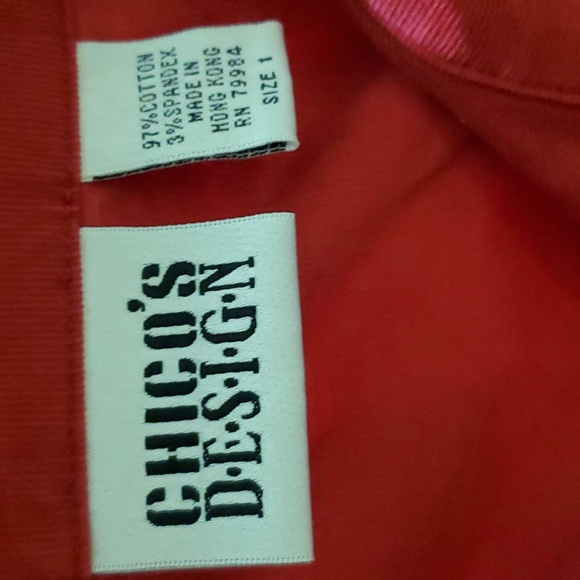 97%COTTON
3%SPANDEX
MADE IN
HONG KONG
RN 79984
SIZE 1
CHICO'S
D·E·S·I·G·N